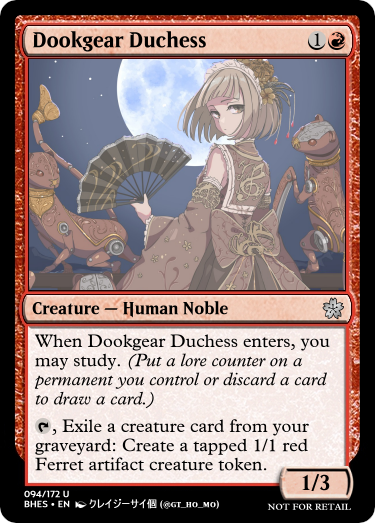 Dookgear Duchess 1
Creature — Human Noble
When Dookgear Duchess enters, you
may study. (Put a lore counter on a
permanent you control or discard a card
to draw a card.)
, Exile a creature card from your
graveyard: Create a tapped 1/1 red
Ferret artifact creature token.
1/3
094/172 U
BHES • EN クレイジーサイ個 (@GT_HO_MO)
NOT FOR RETAIL